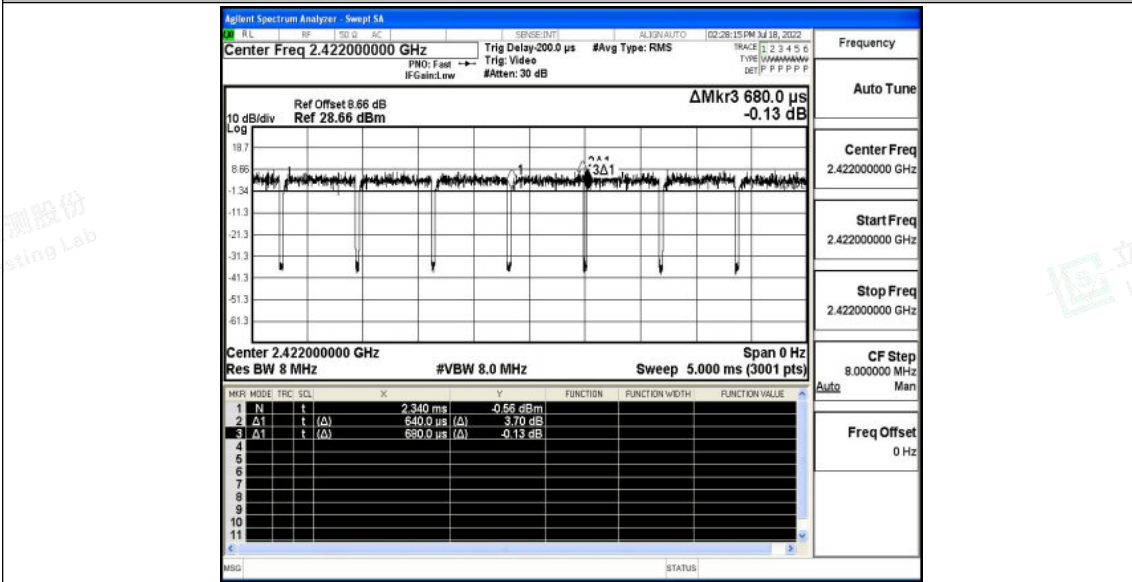 Agilent Spectrum Analyzer - Swept SA
RL RF 50 Ω AC SENSE:INT ALIGNAUTO 02:28:15 PM Jul 18, 2022
Center Freq 2.422000000 GHz
PNO: Fast
IFGain:Low
Trig Delay-200.0 µs
Trig: Video
#Atten: 30 dB
#Avg Type: RMS
TRACE 1 2 3 4 5 6
TYPE
DET P P P P P P
Frequency
Auto Tune
Center Freq
2.422000000 GHz
Start Freq
2.422000000 GHz
Stop Freq
2.422000000 GHz
CF Step
8.000000 MHz
Auto Man
Freq Offset
0 Hz
ΔMkr3 680.0 µs
-0.13 dB
Ref Offset 8.66 dB
10 dB/div Ref 28.66 dBm
Log
18.7
8.66
-1.34
-11.3
-21.3
-31.3
-41.3
-51.3
-61.3
1
3Δ1
Center 2.422000000 GHz Span 0 Hz
Res BW 8 MHz #VBW 8.0 MHz Sweep 5.000 ms (3001 pts)
MKR MODE TRC SCL X Y FUNCTION FUNCTION WIDTH FUNCTION VALUE
1 N t 2.340 ms -0.56 dBm
2 Δ1 t (Δ) 640.0 µs (Δ) 3.70 dB
3 Δ1 t (Δ) 680.0 µs (Δ) -0.13 dB
4
5
6
7
8
9
10
11
MSG STATUS
测股份
sting Lab
立